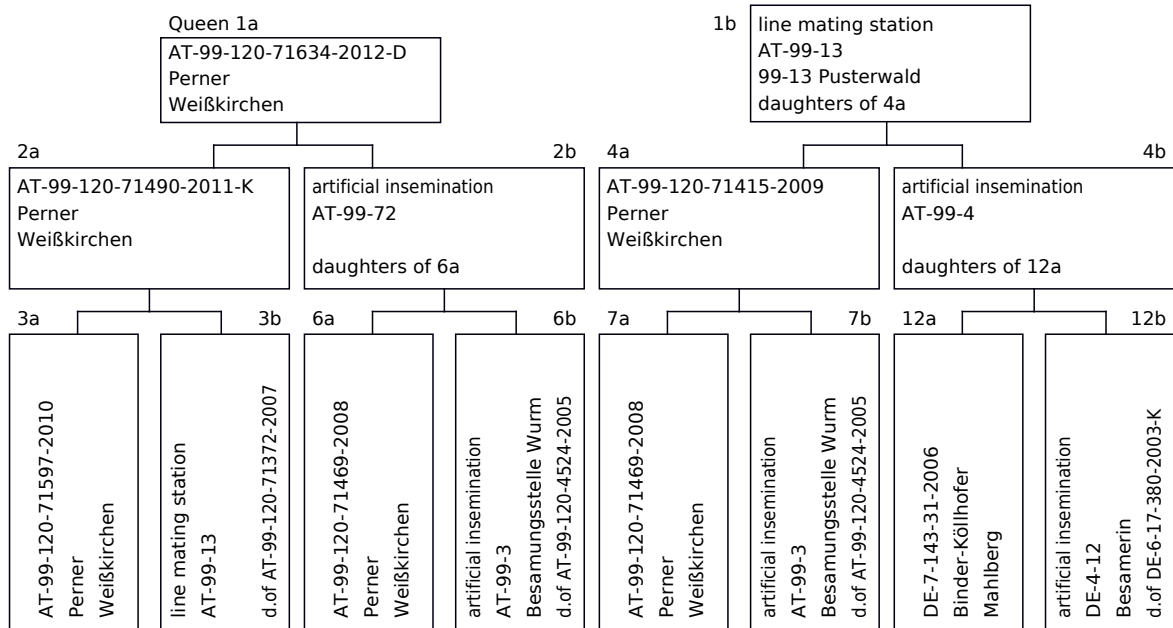 Queen 1a
AT-99-120-71634-2012-D
Perner
Weißkirchen
1b
line mating station
AT-99-13
99-13 Pusterwald
daughters of 4a
2a
AT-99-120-71490-2011-K
Perner
Weißkirchen
2b
artificial insemination
AT-99-72
daughters of 6a
4a
AT-99-120-71415-2009
Perner
Weißkirchen
4b
artificial insemination
AT-99-4
daughters of 12a
3a
AT-99-120-71597-2010
Perner
Weißkirchen
3b
line mating station
AT-99-13
d.of AT-99-120-71372-2007
6a
AT-99-120-71469-2008
Perner
Weißkirchen
6b
artificial insemination
AT-99-3
Besamungsstelle Wurm
d.of AT-99-120-4524-2005
7a
AT-99-120-71469-2008
Perner
Weißkirchen
7b
artificial insemination
AT-99-3
Besamungsstelle Wurm
d.of AT-99-120-4524-2005
12a
DE-7-143-31-2006
Binder-Köllhofer
Mahlberg
12b
artificial insemination
DE-4-12
Besamerin
d.of DE-6-17-380-2003-K